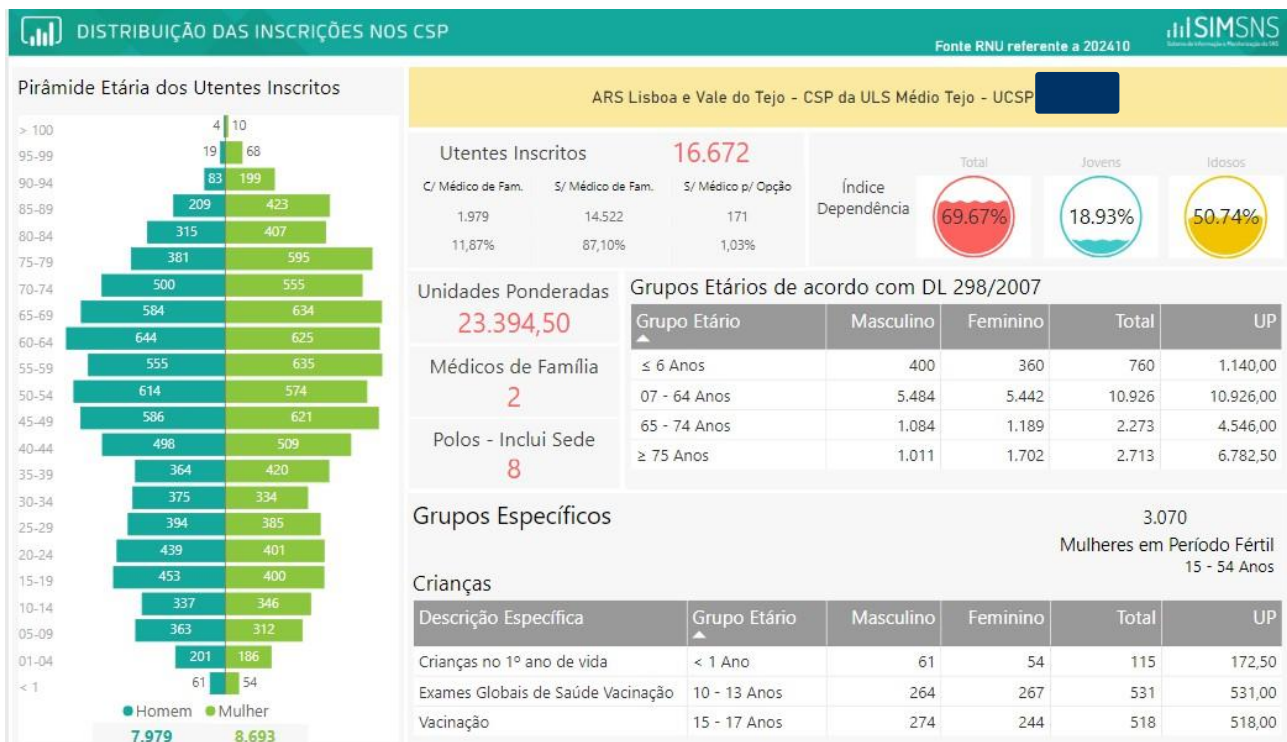 DISTRIBUIÇÃO DAS INSCRIÇÕES NOS CSP
Fonte RNU referente a 202410
SIMSNS
Pirâmide Etária dos Utentes Inscritos
> 100 4 10
95-99 19 68
90-94 83 199
85-89 209 423
80-84 315 407
75-79 381 595
70-74 500 555
65-69 584 634
60-64 644 625
55-59 555 635
50-54 614 574
45-49 586 621
40-44 498 509
35-39 364 420
30-34 375 334
25-29 394 385
20-24 439 401
15-19 453 400
10-14 337 346
05-09 363 312
01-04 201 186
< 1 61 54
Homem Mulher
7.979 8.693
ARS Lisboa e Vale do Tejo - CSP da ULS Médio Tejo - UCSP
Utentes Inscritos 16.672
C/ Médico de Fam. S/ Médico de Fam. S/ Médico p/ Opção
1.979 14.522 171
11,87% 87,10% 1,03%
Índice
Dependência
Total Jovens Idosos
69.67% 18.93% 50.74%
Unidades Ponderadas
23.394,50
Médicos de Família
2
Polos - Inclui Sede
8
Grupos Etários de acordo com DL 298/2007
Grupo Etário Masculino Feminino Total UP
≤ 6 Anos 400 360 760 1.140,00
07 - 64 Anos 5.484 5.442 10.926 10.926,00
65 - 74 Anos 1.084 1.189 2.273 4.546,00
≥ 75 Anos 1.011 1.702 2.713 6.782,50
Grupos Específicos
3.070
Mulheres em Período Fértil
15 - 54 Anos
Crianças
Descrição Específica Grupo Etário Masculino Feminino Total UP
Crianças no 1º ano de vida < 1 Ano 61 54 115 172,50
Exames Globais de Saúde Vacinação 10 - 13 Anos 264 267 531 531,00
Vacinação 15 - 17 Anos 274 244 518 518,00